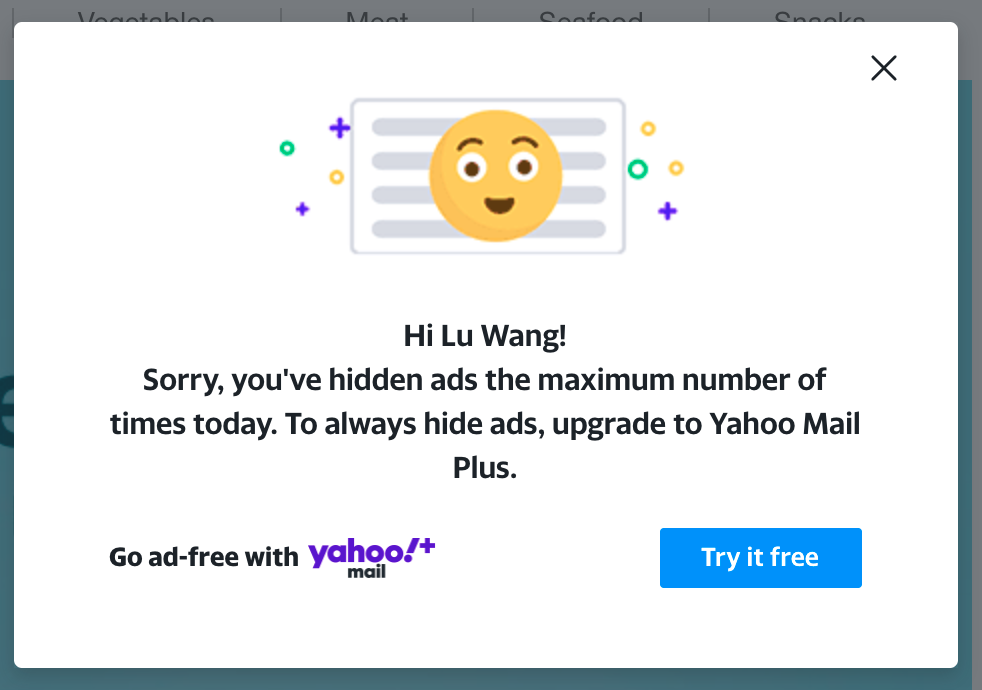 Vegetables Meat Seafood Snacks
Hi Lu Wang!
Sorry, you've hidden ads the maximum number of
times today. To always hide ads, upgrade to Yahoo Mail
Plus.
Go ad-free with yahoo!+ mail
Try it free